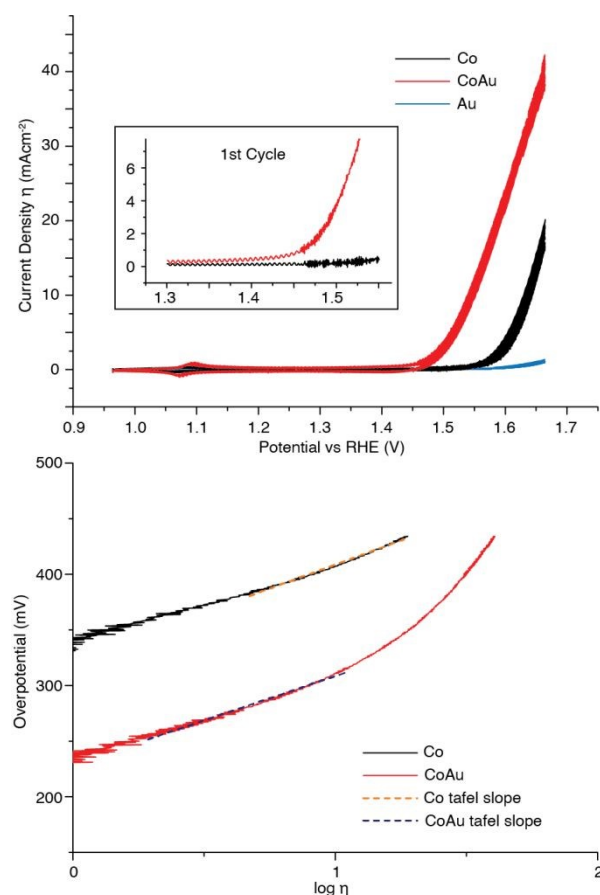 Current Density η (mAcm-2)
40
30
20
10
0
Co
CoAu
Au
1st Cycle
6
4
2
0
1.3
1.4
1.5
0.9
1.0
1.1
1.2
1.3
1.4
1.5
1.6
1.7
Potential vs RHE (V)
Overpotential (mV)
500
400
300
200
Co
CoAu
Co tafel slope
CoAu tafel slope
0
1
2
log η